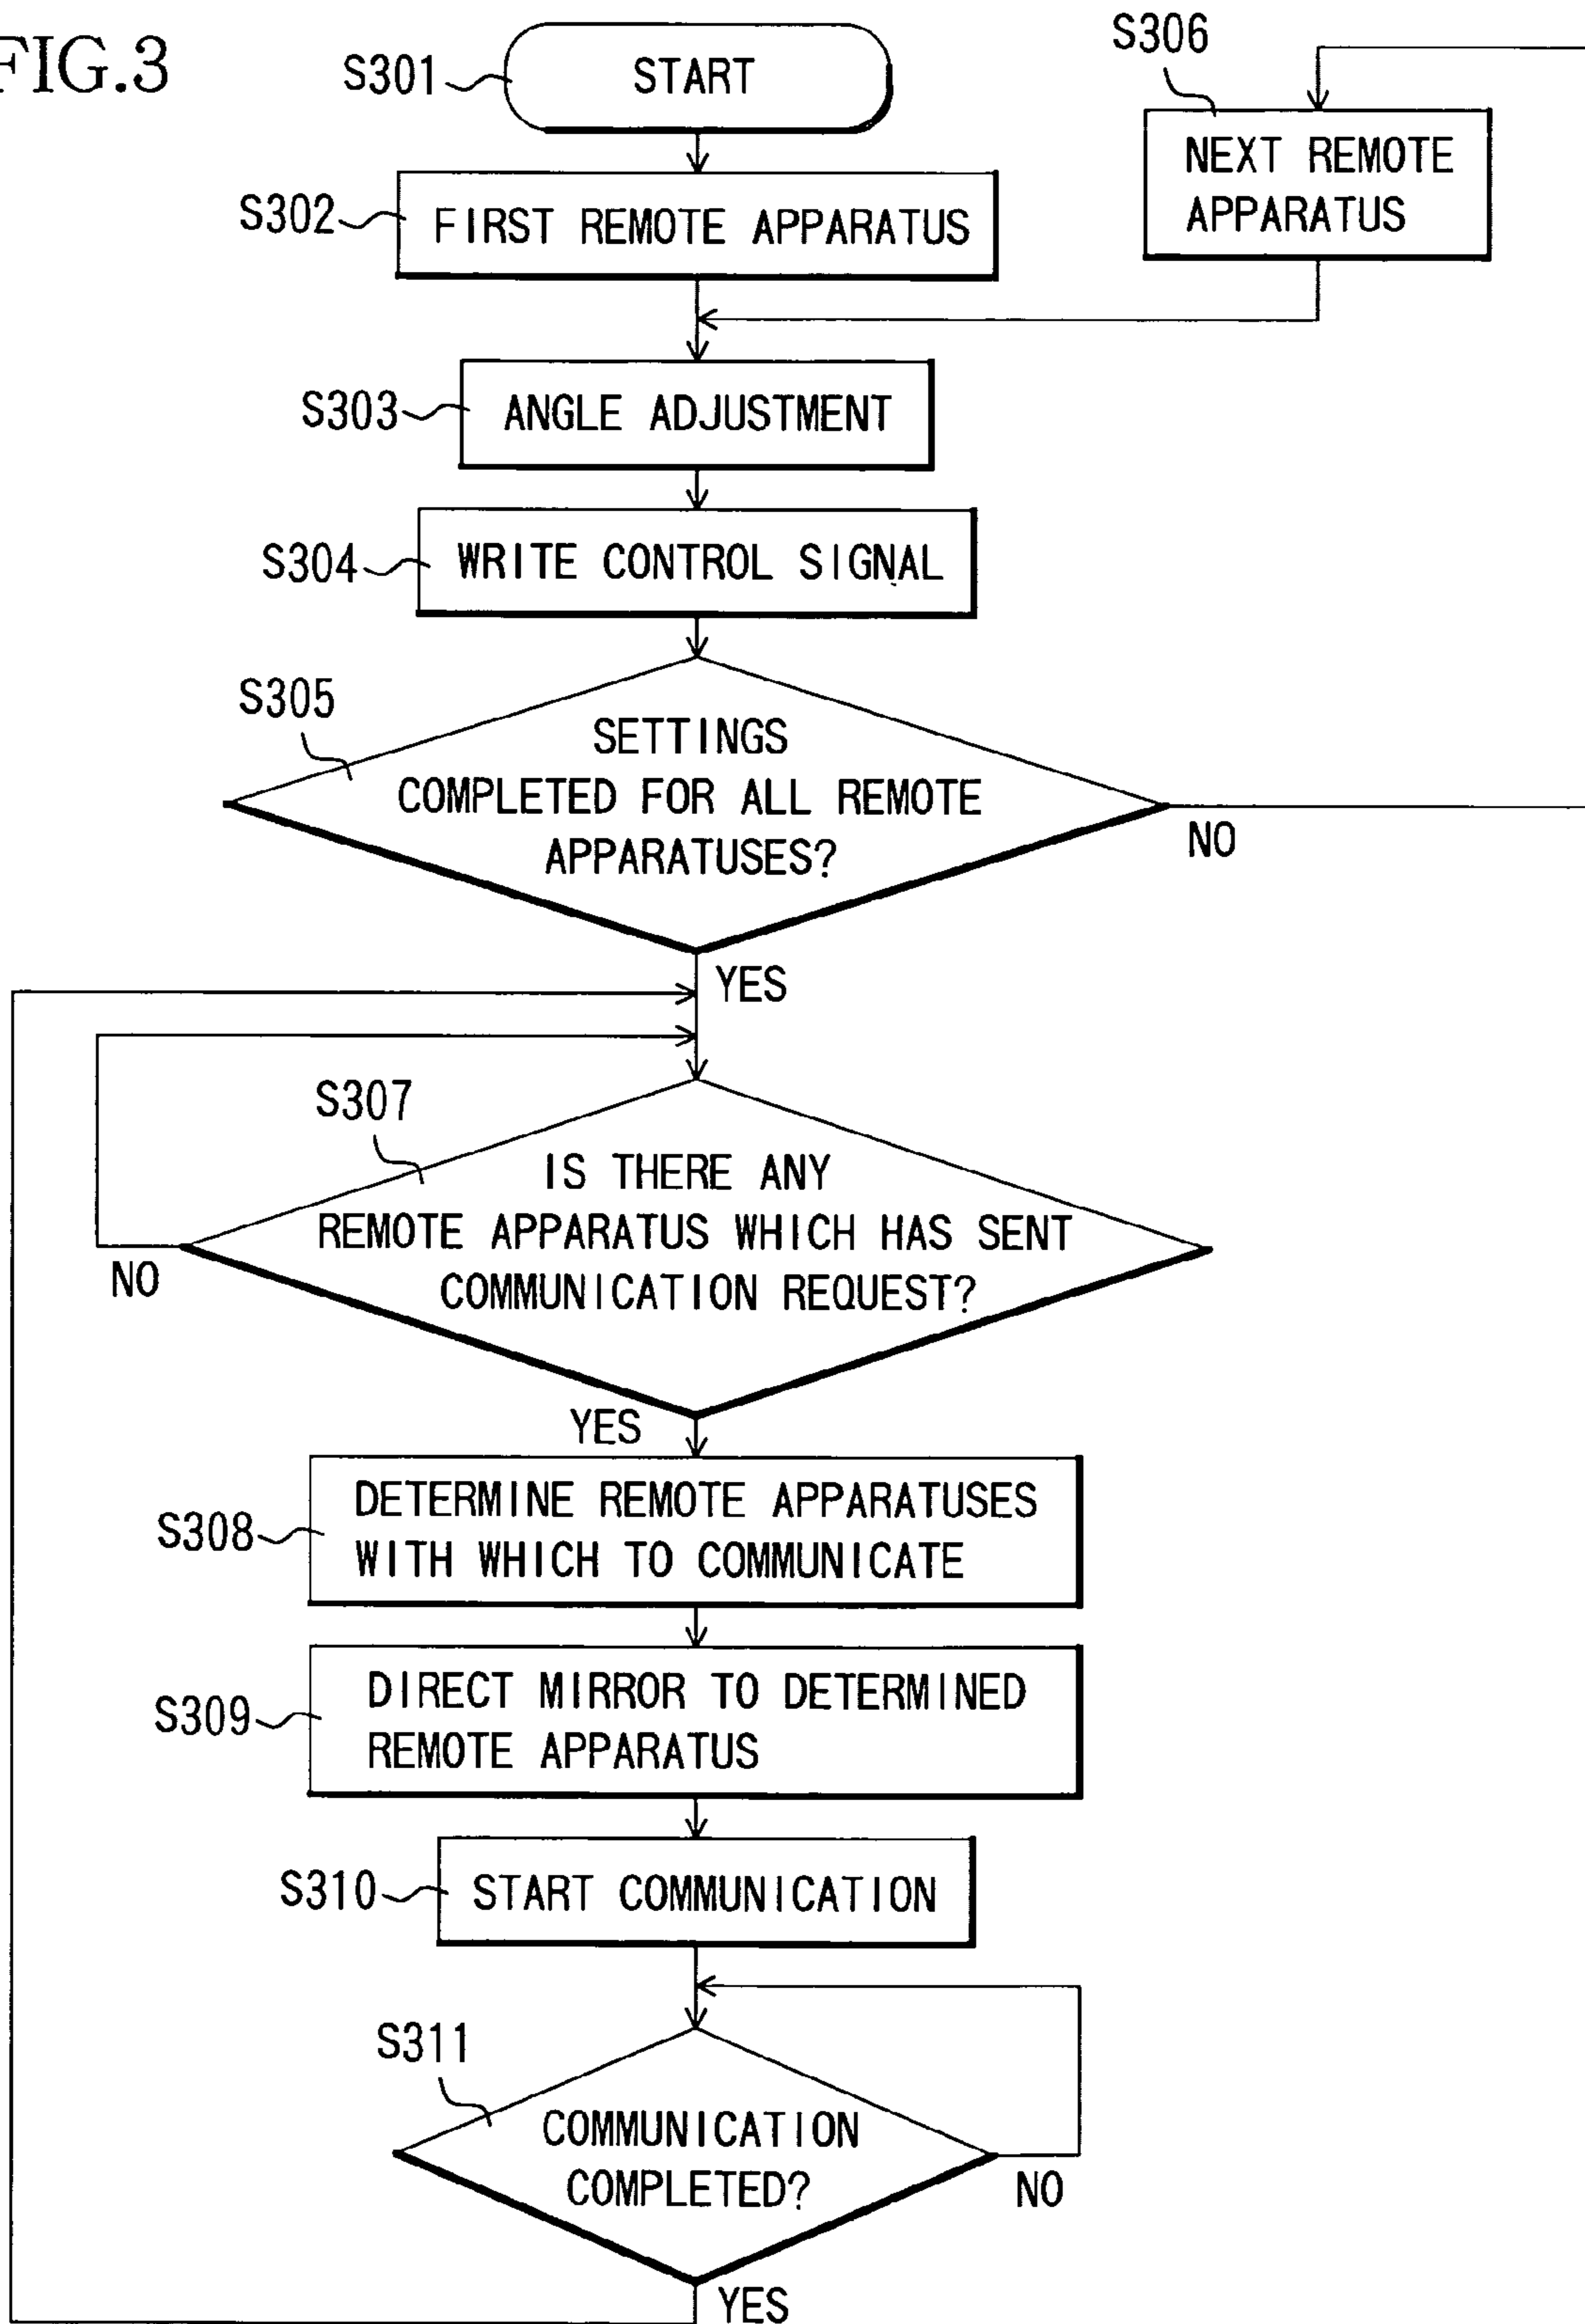 FIG.3
S301
START
S302
FIRST REMOTE APPARATUS
S306
NEXT REMOTE
APPARATUS
S303
ANGLE ADJUSTMENT
S304
WRITE CONTROL SIGNAL
S305
SETTINGS
COMPLETED FOR ALL REMOTE
APPARATUSES?
NO
YES
S307
IS THERE ANY
REMOTE APPARATUS WHICH HAS SENT
COMMUNICATION REQUEST?
NO
YES
S308
DETERMINE REMOTE APPARATUSES
WITH WHICH TO COMMUNICATE
S309
DIRECT MIRROR TO DETERMINED
REMOTE APPARATUS
S310
START COMMUNICATION
S311
COMMUNICATION
COMPLETED?
NO
YES